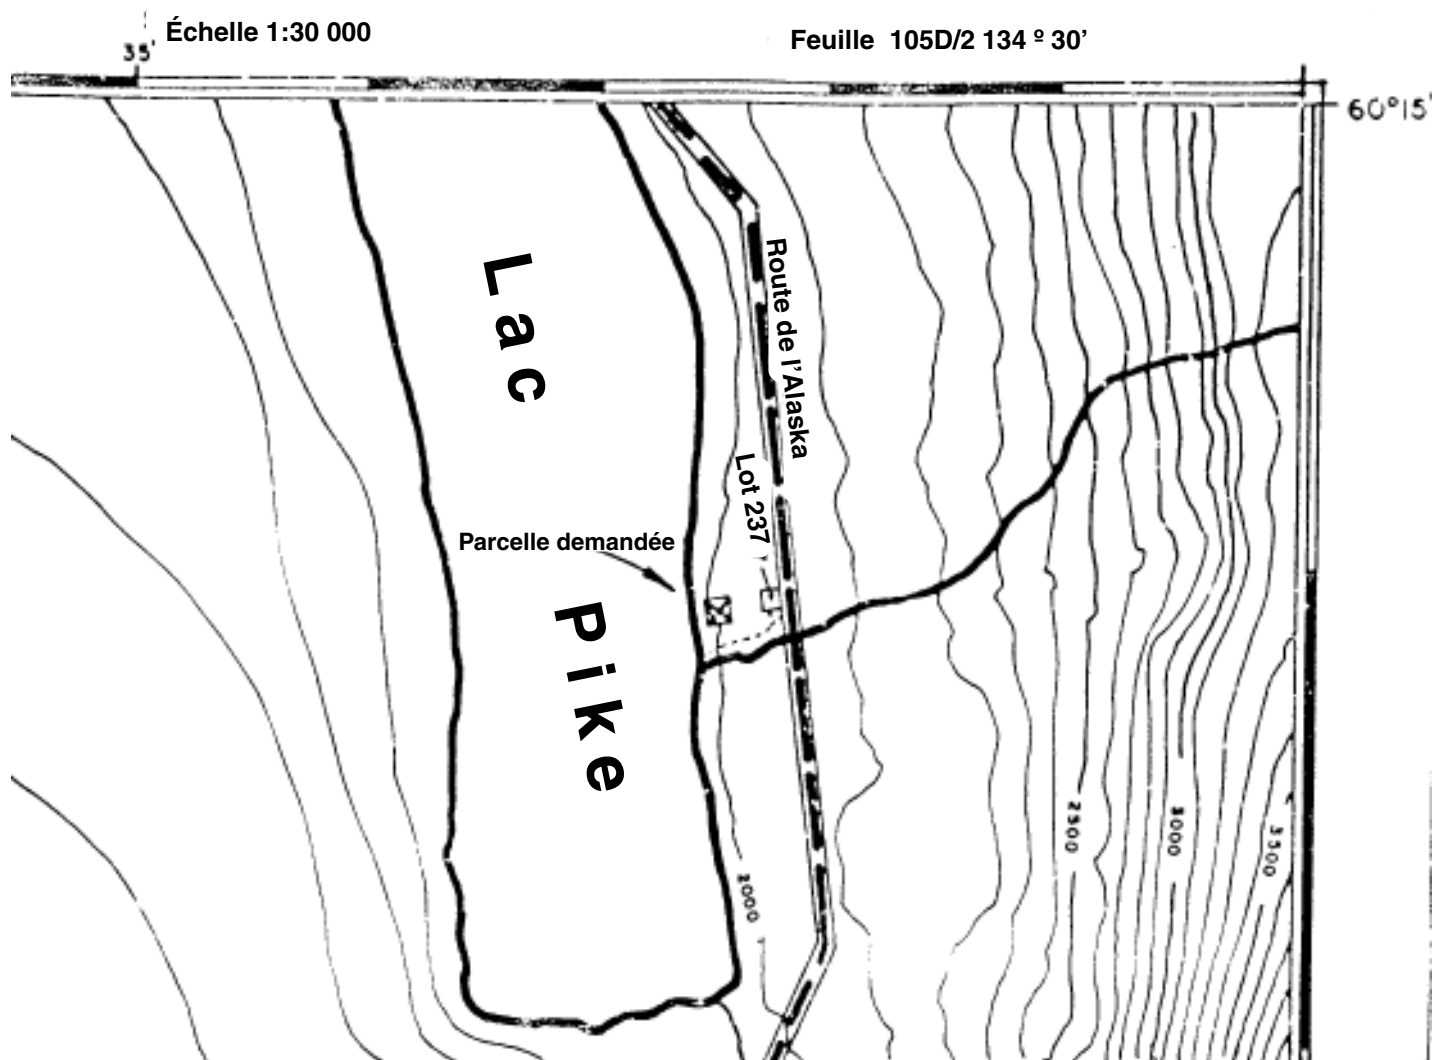 Échelle 1:30 000
Feuille 105D/2 134 º 30’
35'
60°15'
Lac
Pike
Route de l’Alaska
Lot 237
Parcelle demandée
2000
2500
3000
3500